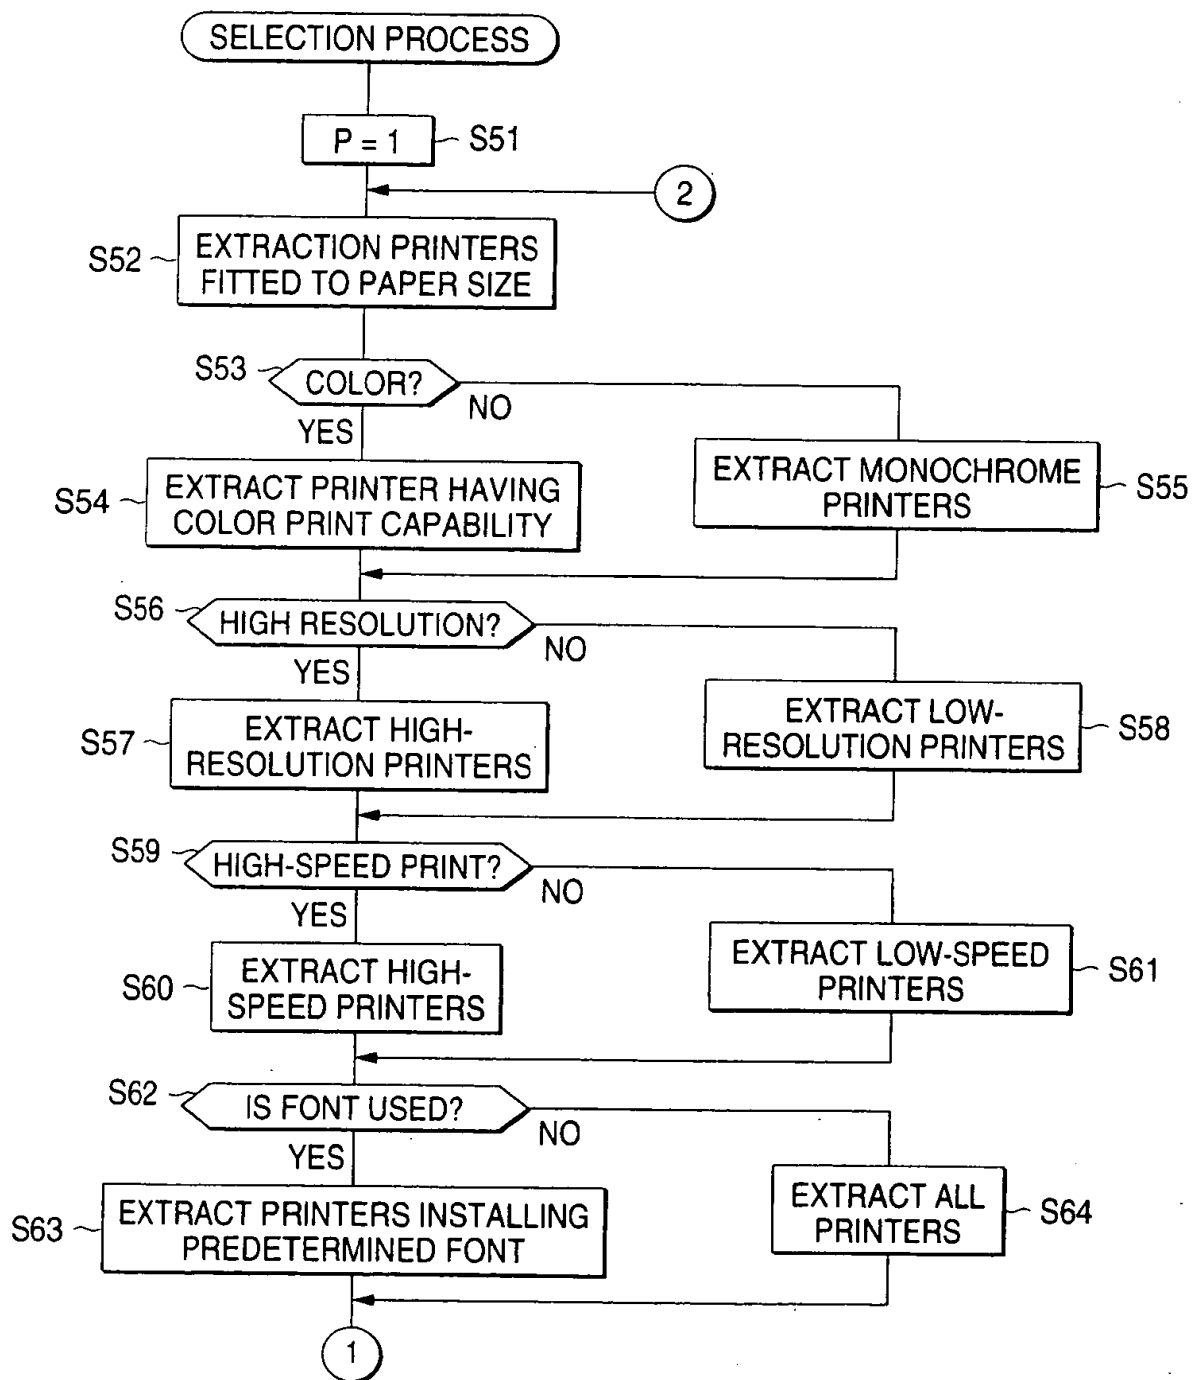 SELECTION PROCESS
P = 1
S51
2
S52
EXTRACTION PRINTERS
FITTED TO PAPER SIZE
S53
COLOR?
NO
YES
S54
EXTRACT PRINTER HAVING
COLOR PRINT CAPABILITY
EXTRACT MONOCHROME
PRINTERS
S55
S56
HIGH RESOLUTION?
NO
YES
S57
EXTRACT HIGH-
RESOLUTION PRINTERS
EXTRACT LOW-
RESOLUTION PRINTERS
S58
S59
HIGH-SPEED PRINT?
NO
YES
S60
EXTRACT HIGH-
SPEED PRINTERS
EXTRACT LOW-SPEED
PRINTERS
S61
S62
IS FONT USED?
NO
YES
S63
EXTRACT PRINTERS INSTALLING
PREDETERMINED FONT
EXTRACT ALL
PRINTERS
S64
1